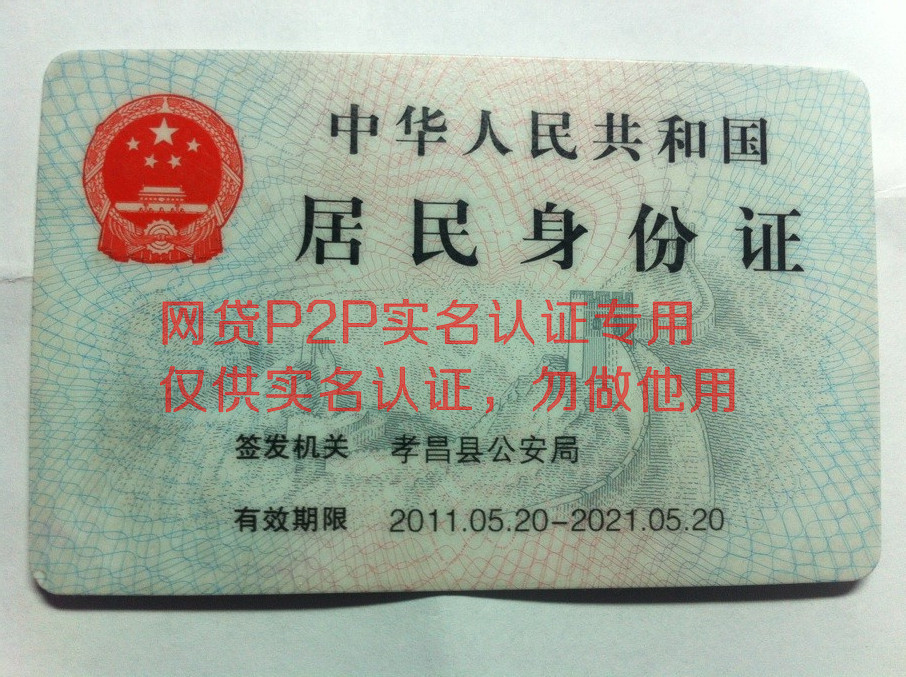 中华人民共和国
居民身份证
网贷P2P实名认证专用
仅供实名认证，勿做他用
签发机关 孝昌县公安局
有效期限 2011.05.20-2021.05.20